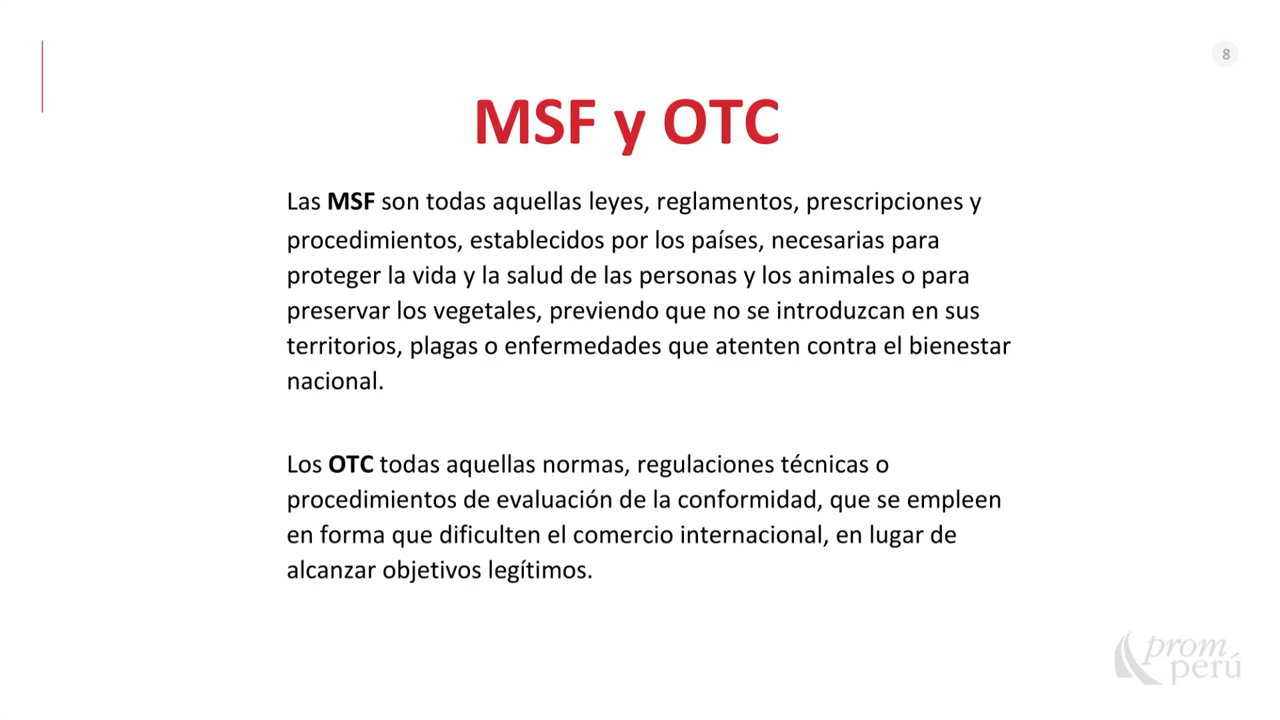 8
MSF y OTC
Las MSF son todas aquellas leyes, reglamentos, prescripciones y
procedimientos, establecidos por los países, necesarias para
proteger la vida y la salud de las personas y los animales o para
preservar los vegetales, previendo que no se introduzcan en sus
territorios, plagas o enfermedades que atenten contra el bienestar
nacional.
Los OTC todas aquellas normas, regulaciones técnicas o
procedimientos de evaluación de la conformidad, que se empleen
en forma que dificulten el comercio internacional, en lugar de
alcanzar objetivos legítimos.
prom
perú